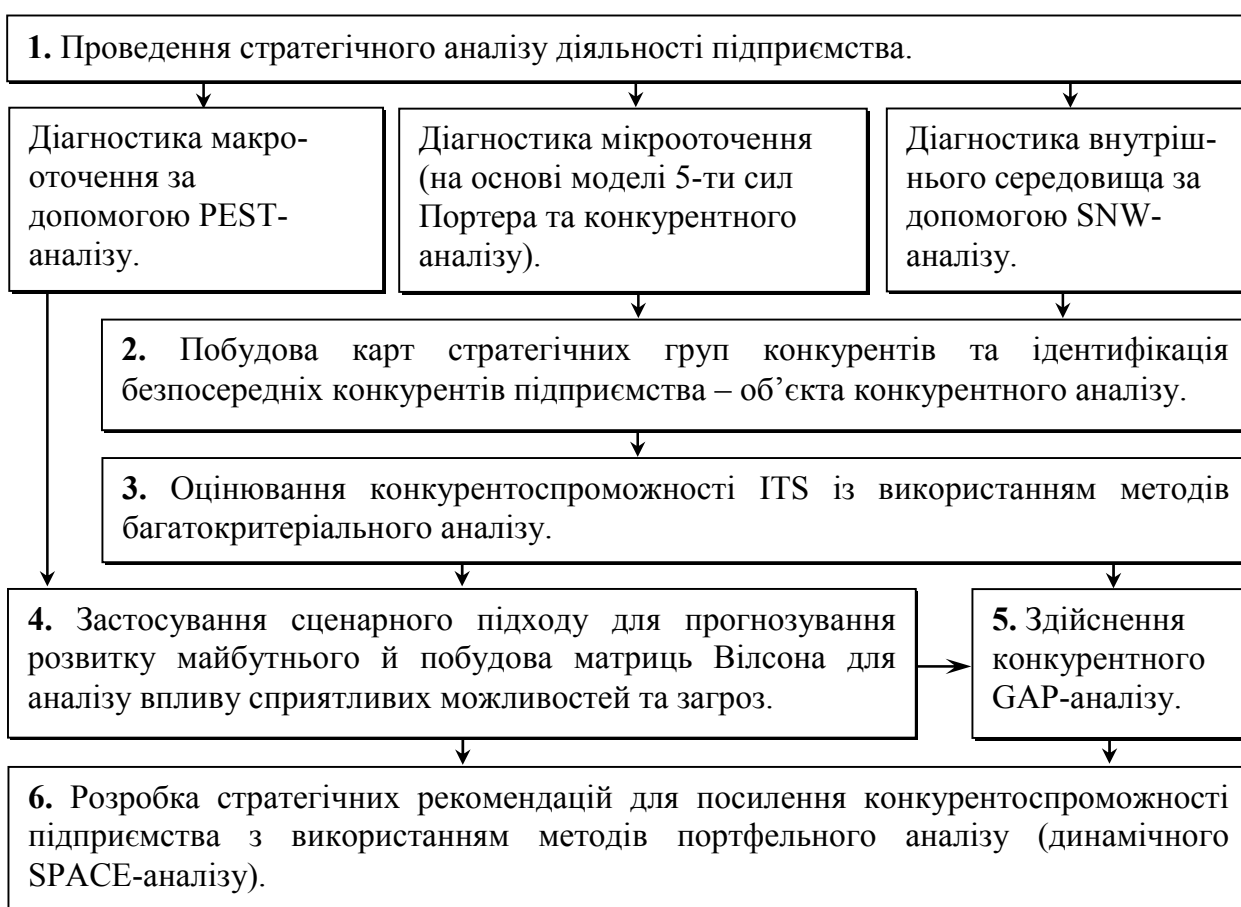 1. Проведення стратегічного аналізу діяльності підприємства.
Діагностика макро-
оточення за
допомогою PEST-
аналізу.
Діагностика мікрооточення
(на основі моделі 5-ти сил
Портера та конкурентного
аналізу).
Діагностика внутріш-
нього середовища за
допомогою SNW-
аналізу.
2. Побудова карт стратегічних груп конкурентів та ідентифікація
безпосередніх конкурентів підприємства – об’єкта конкурентного аналізу.
3. Оцінювання конкурентоспроможності ITS із використанням методів
багатокритеріального аналізу.
4. Застосування сценарного підходу для прогнозування
розвитку майбутнього й побудова матриць Вілсона для
аналізу впливу сприятливих можливостей та загроз.
5. Здійснення
конкурентного
GAP-аналізу.
6. Розробка стратегічних рекомендацій для посилення конкурентоспроможності
підприємства з використанням методів портфельного аналізу (динамічного
SPACE-аналізу).